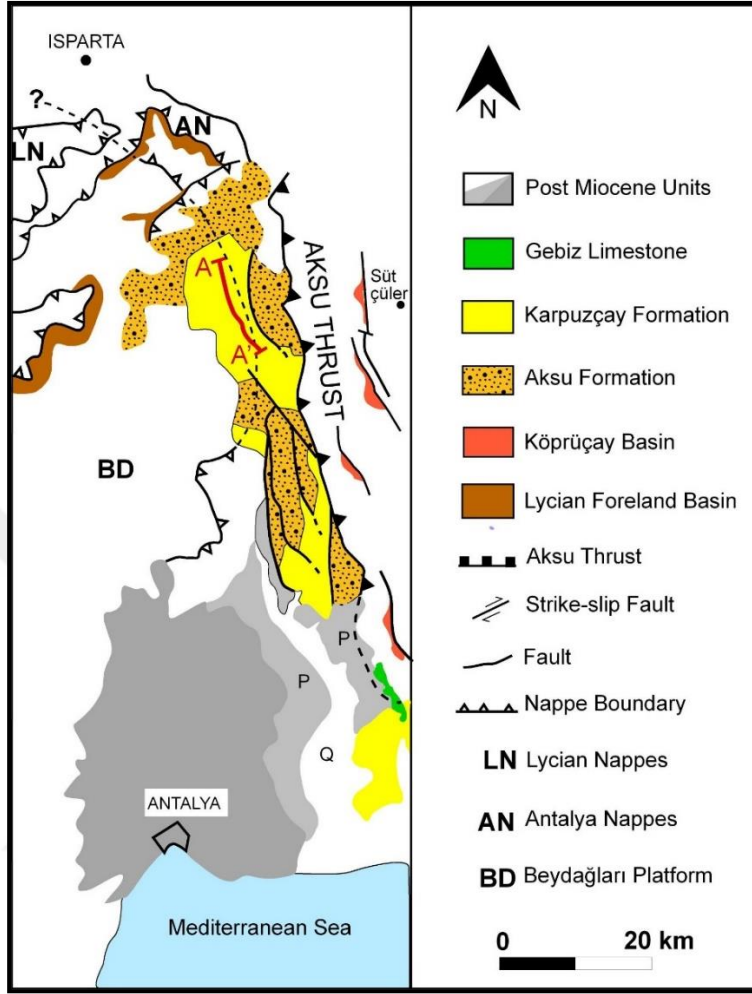 ISPARTA
?
AN
LN
A
AKSU THRUST
Süt
çüler
A'
BD
P
P
Q
ANTALYA
Mediterranean Sea
N
Post Miocene Units
Gebiz Limestone
Karpuzçay Formation
Aksu Formation
Köprüçay Basin
Lycian Foreland Basin
Aksu Thrust
Strike-slip Fault
Fault
Nappe Boundary
LN Lycian Nappes
AN Antalya Nappes
BD Beydağları Platform
0 20 km